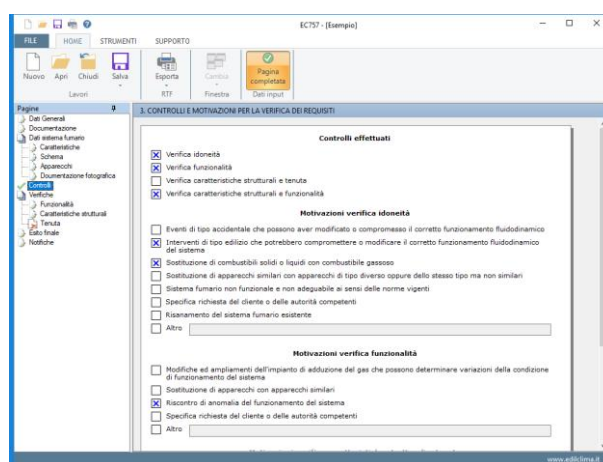 EC757 - [Esempio]
FILE HOME STRUMENTI SUPPORTO
Nuovo Apri Chiudi Salva Esporta Cambia Pagina completata
Lavori RTF Finestra Dati input
Pagine
Dati Generali
Documentazione
Dati sistema fumario
Caratteristiche
Schema
Apparecchi
Doumentazione fotografica
Controlli
Verifiche
Funzionalità
Caratteristiche strutturali
Tenuta
Esito finale
Notifiche
3. CONTROLLI E MOTIVAZIONI PER LA VERIFICA DEI REQUISITI
Controlli effettuati
Verifica idoneità
Verifica funzionalità
Verifica caratteristiche strutturali e tenuta
Verifica caratteristiche strutturali e funzionalità
Motivazioni verifica idoneità
Eventi di tipo accidentale che possono aver modificato o compromesso il corretto funzionamento fluidodinamico
Interventi di tipo edilizio che potrebbero compromettere o modificare il corretto funzionamento fluidodinamico
del sistema
Sostituzione di combustibili solidi o liquidi con combustibile gassoso
Sostituzione di apparecchi similari con apparecchi di tipo diverso oppure dello stesso tipo ma non similari
Sistema fumario non funzionale e non adeguabile ai sensi delle norme vigenti
Specifica richiesta del cliente o delle autorità competenti
Risanamento del sistema fumario esistente
Altro
Motivazioni verifica funzionalità
Modifiche ed ampliamenti dell'impianto di adduzione del gas che possono determinare variazioni della condizione
di funzionamento del sistema
Sostituzione di apparecchi con apparecchi similari
Riscontro di anomalia del funzionamento del sistema
Specifica richiesta del cliente o delle autorità competenti
Altro
www.edilclima.it